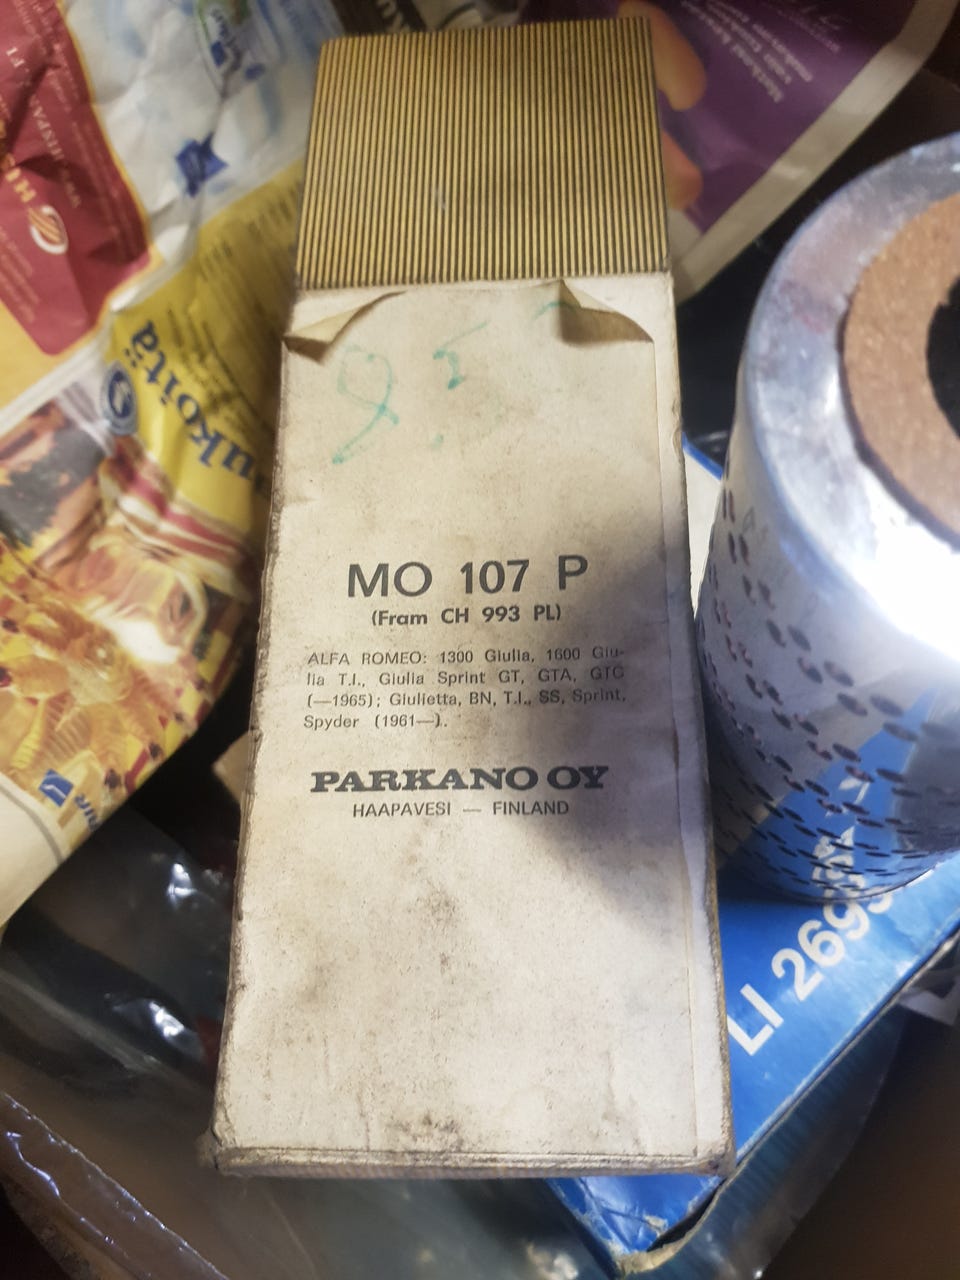 9.5
MO 107 P
(Fram CH 993 PL)
ALFA ROMEO: 1300 Giulia, 1600 Giu-
lia T.I., Giulia Sprint GT, GTA, GTC
(—1965); Giulietta, BN, T.I., SS, Sprint,
Spyder (1961—).
PARKANO OY
HAAPAVESI — FINLAND
LI 2695